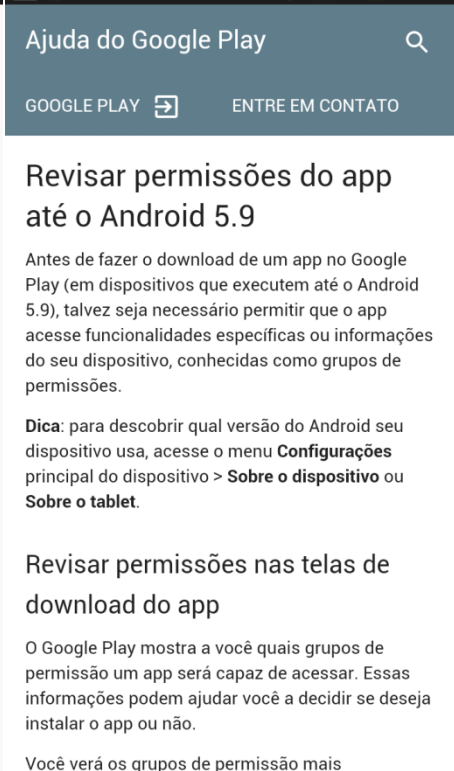 Ajuda do Google Play
GOOGLE PLAY
ENTRE EM CONTATO
Revisar permissões do app
até o Android 5.9
Antes de fazer o download de um app no Google
Play (em dispositivos que executem até o Android
5.9), talvez seja necessário permitir que o app
acesse funcionalidades específicas ou informações
do seu dispositivo, conhecidas como grupos de
permissões.
Dica: para descobrir qual versão do Android seu
dispositivo usa, acesse o menu Configurações
principal do dispositivo > Sobre o dispositivo ou
Sobre o tablet.
Revisar permissões nas telas de
download do app
O Google Play mostra a você quais grupos de
permissão um app será capaz de acessar. Essas
informações podem ajudar você a decidir se deseja
instalar o app ou não.
Você verá os grupos de permissão mais